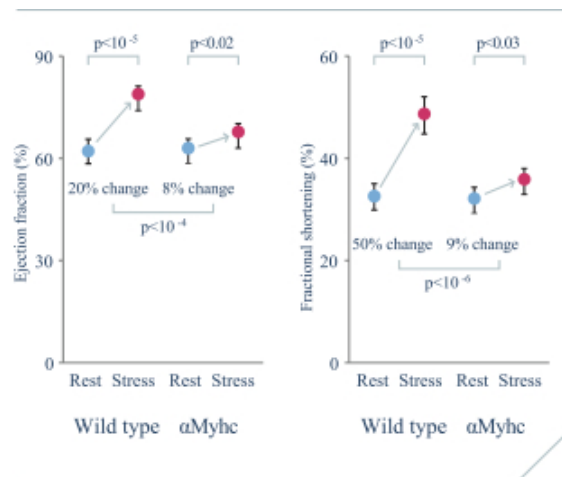 p<10⁻⁵ p<0.02
90
60
30
0
Ejection fraction (%)
20% change 8% change
p<10⁻⁴
Rest Stress Rest Stress
Wild type αMyhc
p<10⁻⁵ p<0.03
60
40
20
0
Fractional shortening (%)
50% change 9% change
p<10⁻⁶
Rest Stress Rest Stress
Wild type αMyhc